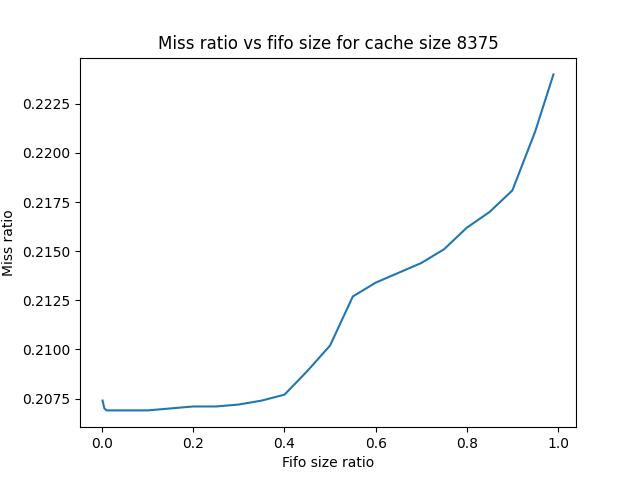 Miss ratio vs fifo size for cache size 8375
0.2225
0.2200
0.2175
0.2150
0.2125
0.2100
0.2075
Miss ratio
0.0 0.2 0.4 0.6 0.8 1.0
Fifo size ratio